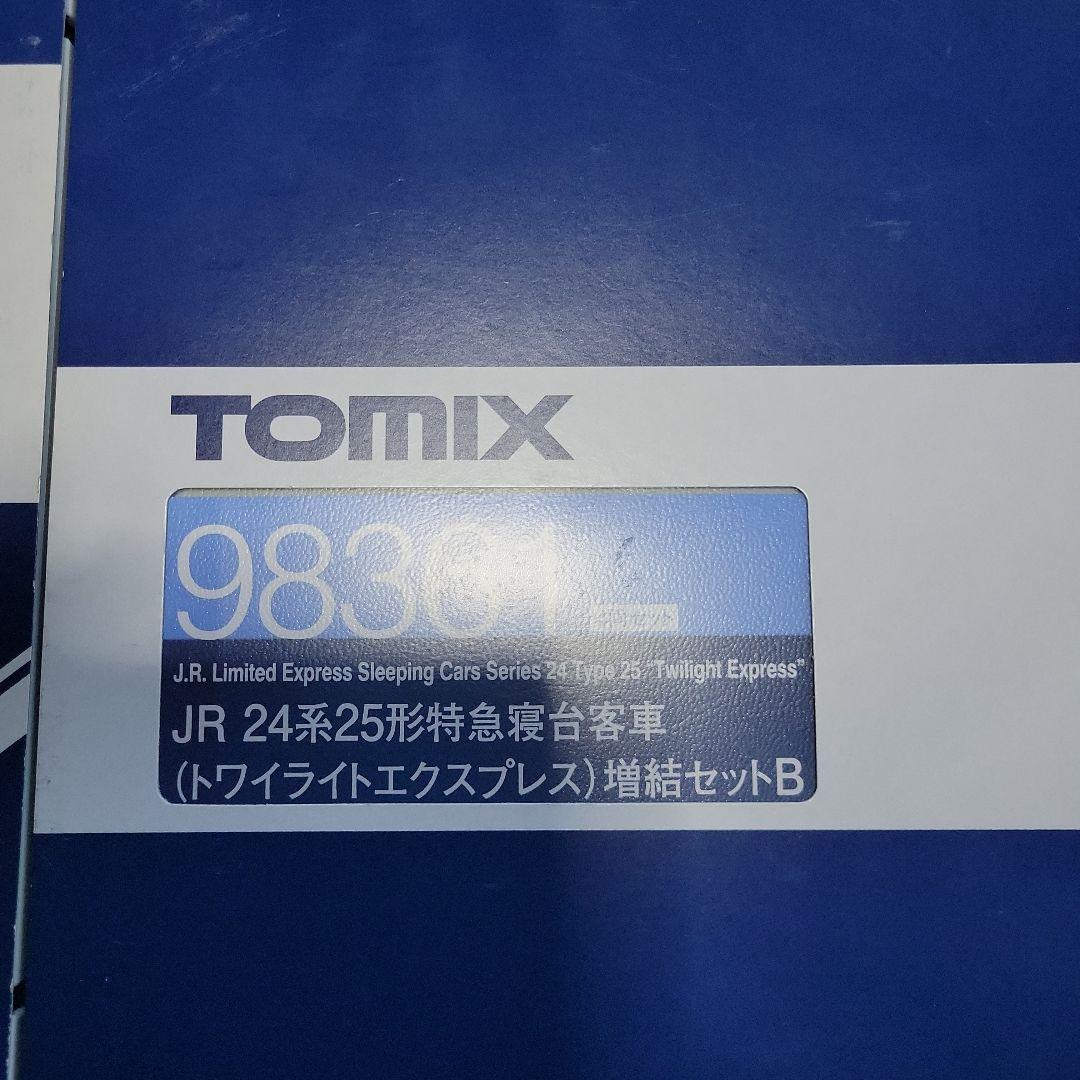 TOMIX
J.R. Limited Express Sleeping Cars Series 24 Type 25 "Twilight Express"
JR 24系25形特急寝台客車
(トワイライトエクスプレス)増結セットB